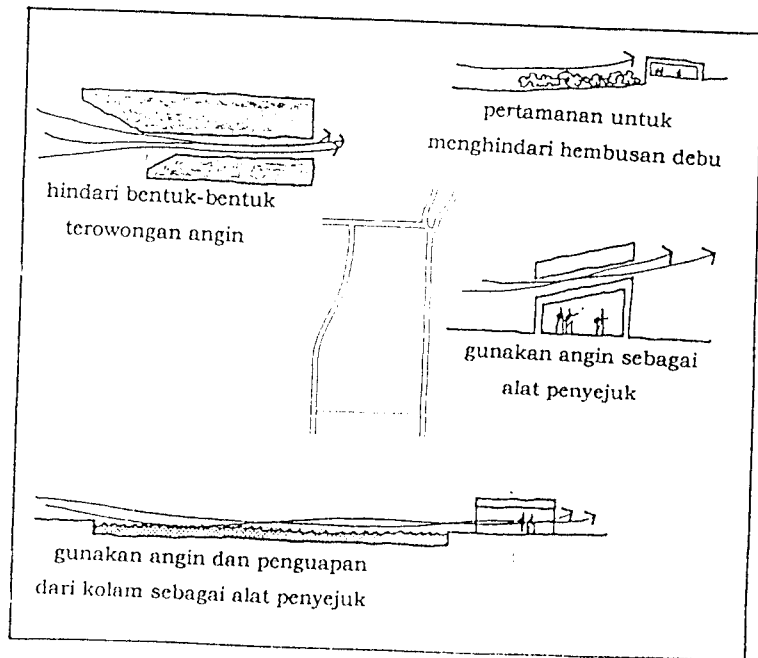 pertamanan untuk
menghindari hembusan debu
hindari bentuk-bentuk
terowongan angin
gunakan angin sebagai
alat penyejuk
gunakan angin dan penguapan
dari kolam sebagai alat penyejuk